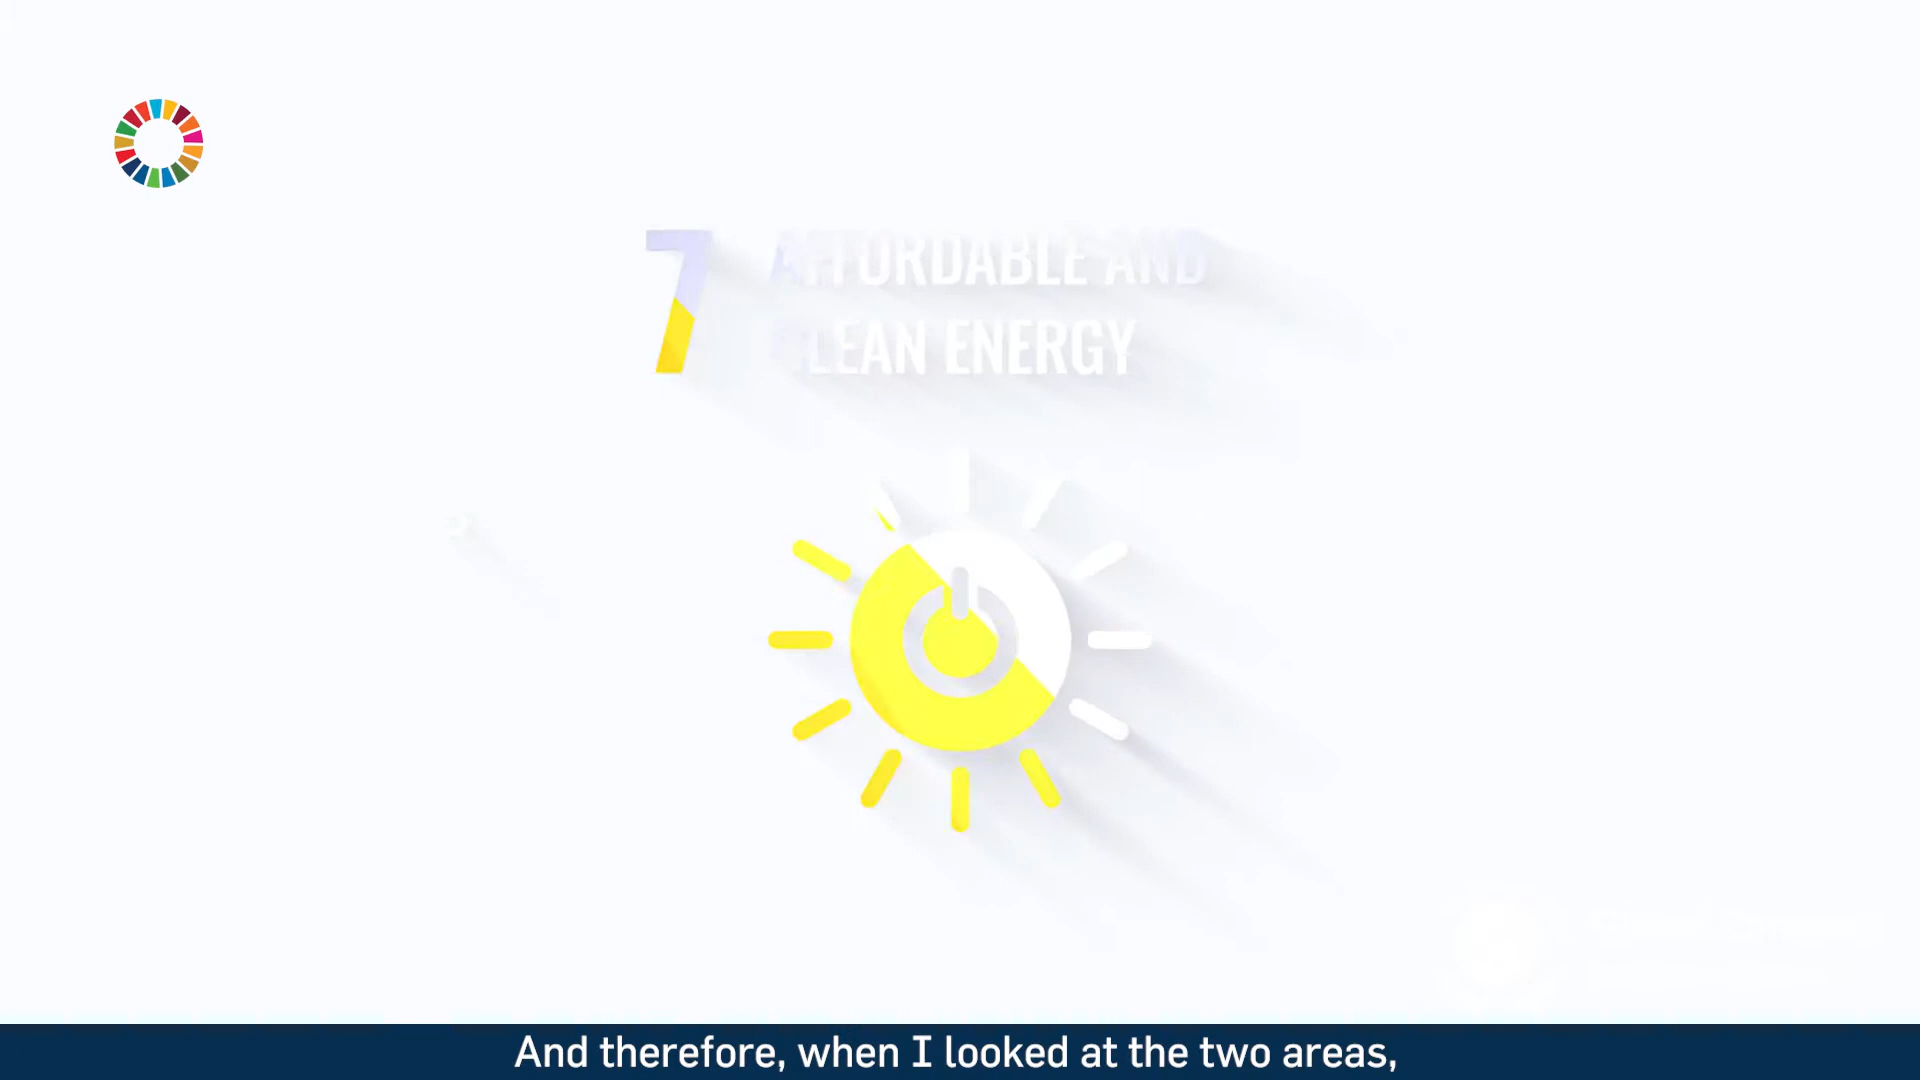 7 AFFORDABLE AND
CLEAN ENERGY
And therefore, when I looked at the two areas,